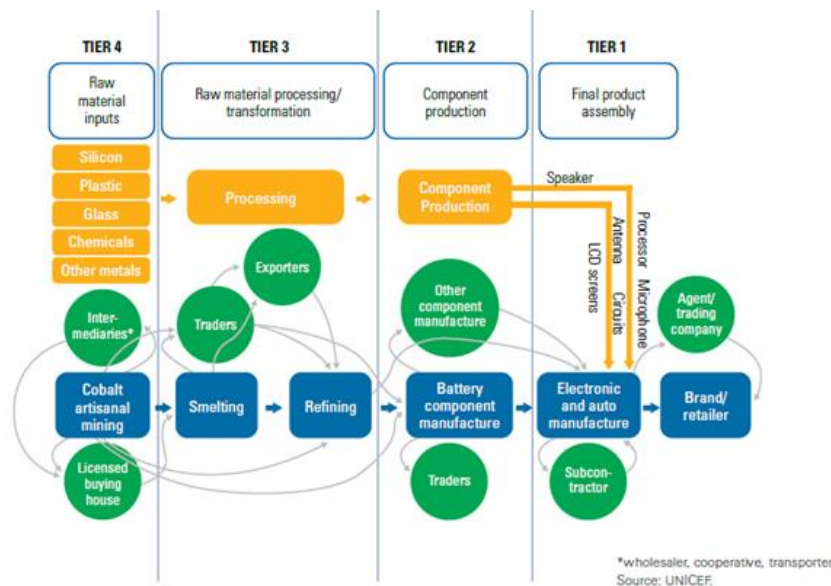 TIER 4
TIER 3
TIER 2
TIER 1
Raw
material
inputs
Raw material processing/
transformation
Component
production
Final product
assembly
Silicon
Plastic
Glass
Chemicals
Other metals
Processing
Component
Production
Speaker
Processor Microphone
Antenna Circuits
LCD screens
Inter-
mediaries*
Traders
Exporters
Other
component
manufacture
Agent/
trading
company
Cobalt
artisanal
mining
Smelting
Refining
Battery
component
manufacture
Electronic
and auto
manufacture
Brand/
retailer
Licensed
buying
house
Traders
Subcon-
tractor
*wholesaler, cooperative, transporter
Source: UNICEF.